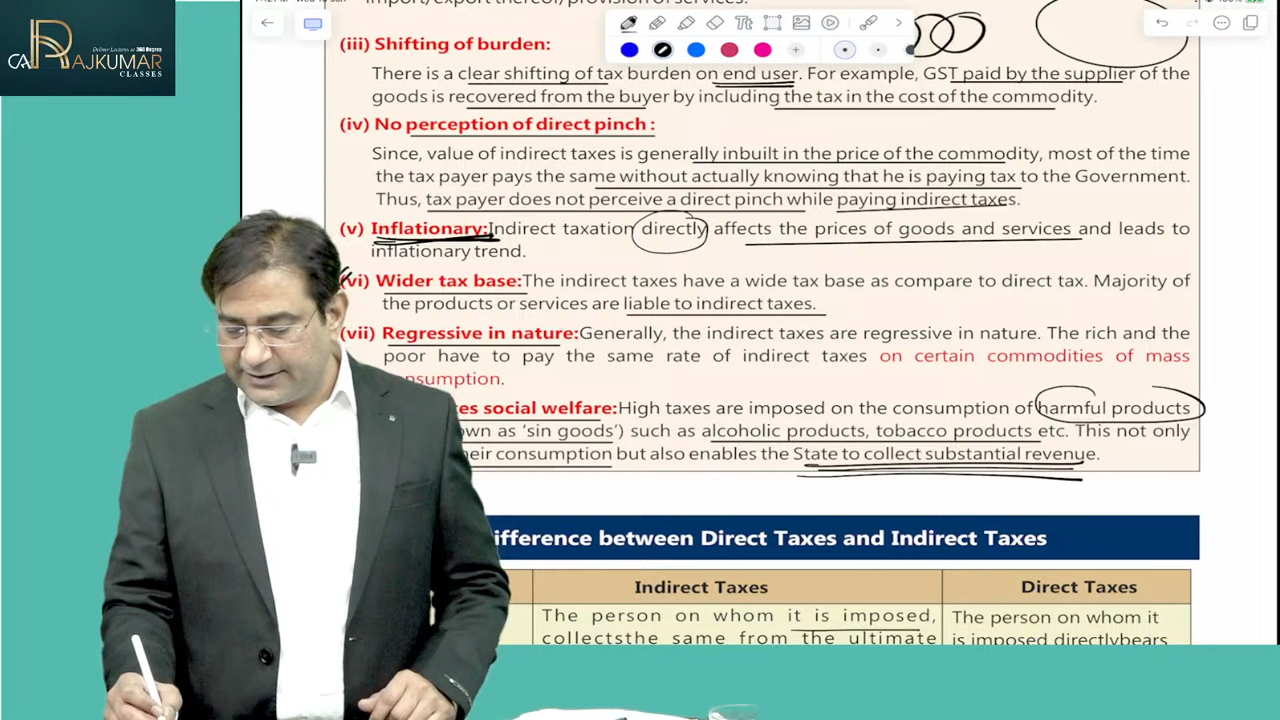 Deliver Lectures at 360 Degree
CA RAJKUMAR
CLASSES
import/export thereof/provision of services.
(iii) Shifting of burden:
There is a clear shifting of tax burden on end user. For example, GST paid by the supplier of the
goods is recovered from the buyer by including the tax in the cost of the commodity.
(iv) No perception of direct pinch :
Since, value of indirect taxes is generally inbuilt in the price of the commodity, most of the time
the tax payer pays the same without actually knowing that he is paying tax to the Government.
Thus, tax payer does not perceive a direct pinch while paying indirect taxes.
(v) Inflationary:Indirect taxation directly affects the prices of goods and services and leads to
inflationary trend.
(vi) Wider tax base:The indirect taxes have a wide tax base as compare to direct tax. Majority of
the products or services are liable to indirect taxes.
(vii) Regressive in nature:Generally, the indirect taxes are regressive in nature. The rich and the
poor have to pay the same rate of indirect taxes on certain commodities of mass
nsumption.
es social welfare:High taxes are imposed on the consumption of harmful products
own as ‘sin goods’) such as alcoholic products, tobacco products etc. This not only
heir consumption but also enables the State to collect substantial revenue.
ifference between Direct Taxes and Indirect Taxes
Indirect Taxes
Direct Taxes
The person on whom it is imposed,
collectsthe same from the ultimate
The person on whom it
is imposed directlybears